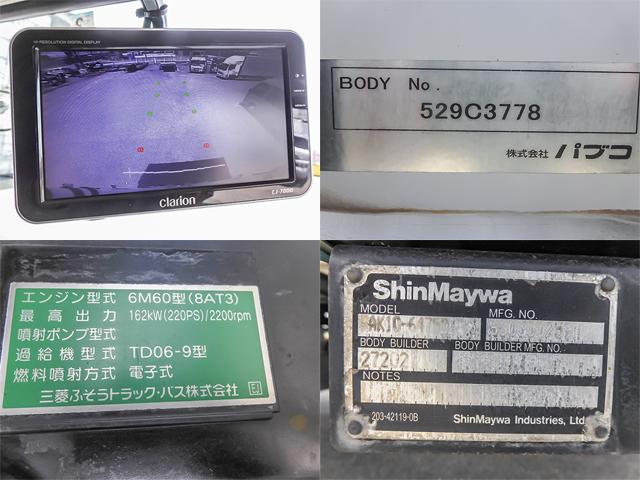 HI-RESOLUTION DIGITAL DISPLAY
CJ-7000
Clarion
BODY No.
529C3778
株式会社 パブコ
エンジン型式 6M60型(8AT3)
最高出力 162kW(220PS)/2200rpm
噴射ポンプ型式
過給機型式 TD06-9型
燃料噴射方式 電子式
三菱ふそうトラック・バス株式会社
ShinMaywa
MODEL MFG. NO.
BODY BUILDER BODY BUILDER MFG. NO.
27202
NOTES
203-42119-0B ShinMaywa Industries, Ltd